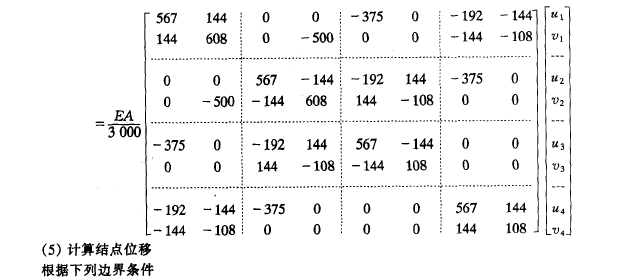 567 144 0 0 -375 0 -192 -144 u1
144 608 0 -500 0 0 -144 -108 v1
0 0 567 -144 -192 144 -375 0 u2
0 -500 -144 608 144 -108 0 0 v2
= EA/3 000
-375 0 -192 144 567 -144 0 0 u3
0 0 144 -108 -144 108 0 0 v3
-192 -144 -375 0 0 0 567 144 u4
-144 -108 0 0 0 0 144 108 v4
(5) 计算结点位移
根据下列边界条件